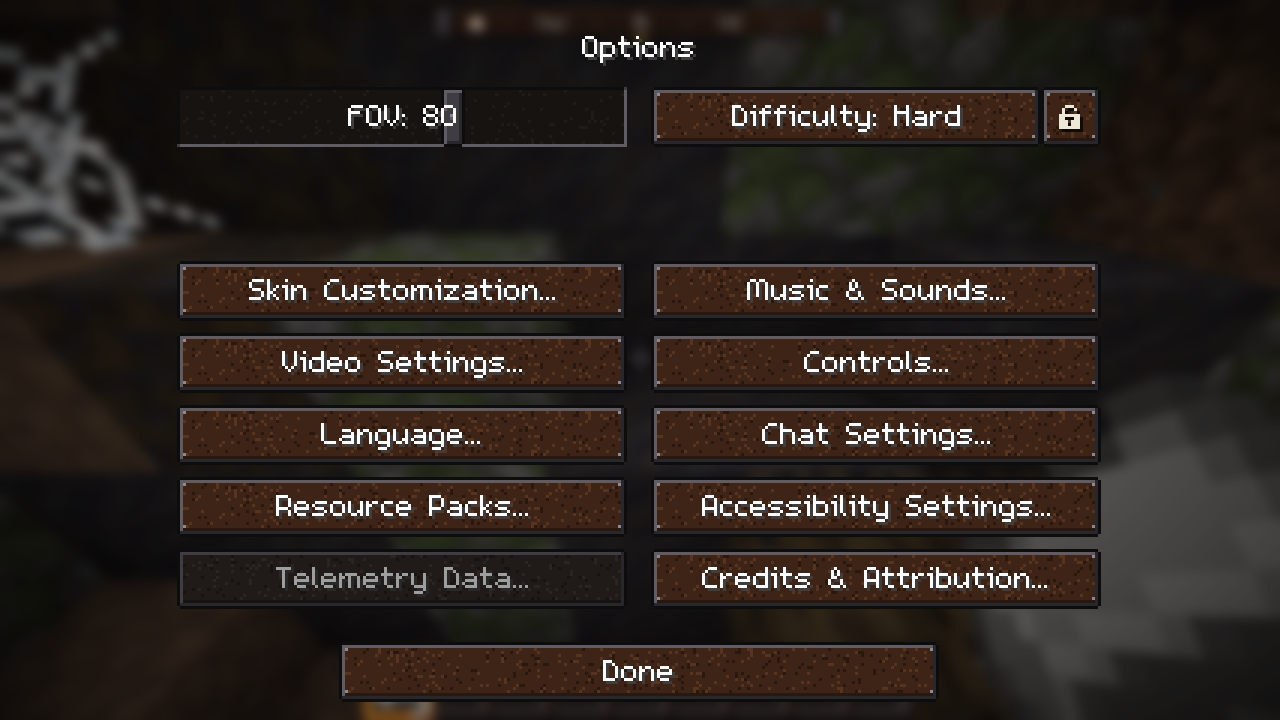 Options
FOV: 80
Difficulty: Hard
Skin Customization...
Music & Sounds...
Video Settings...
Controls...
Language...
Chat Settings...
Resource Packs...
Accessibility Settings...
Telemetry Data...
Credits & Attribution...
Done